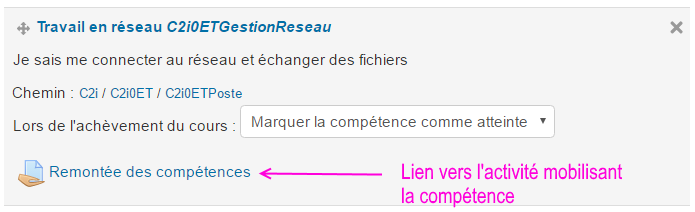 Travail en réseau C2i0ETGestionReseau
Je sais me connecter au réseau et échanger des fichiers
Chemin : C2i / C2i0ET / C2i0ETPoste
Lors de l'achèvement du cours : Marquer la compétence comme atteinte
Remontée des compétences
Lien vers l'activité mobilisant
la compétence